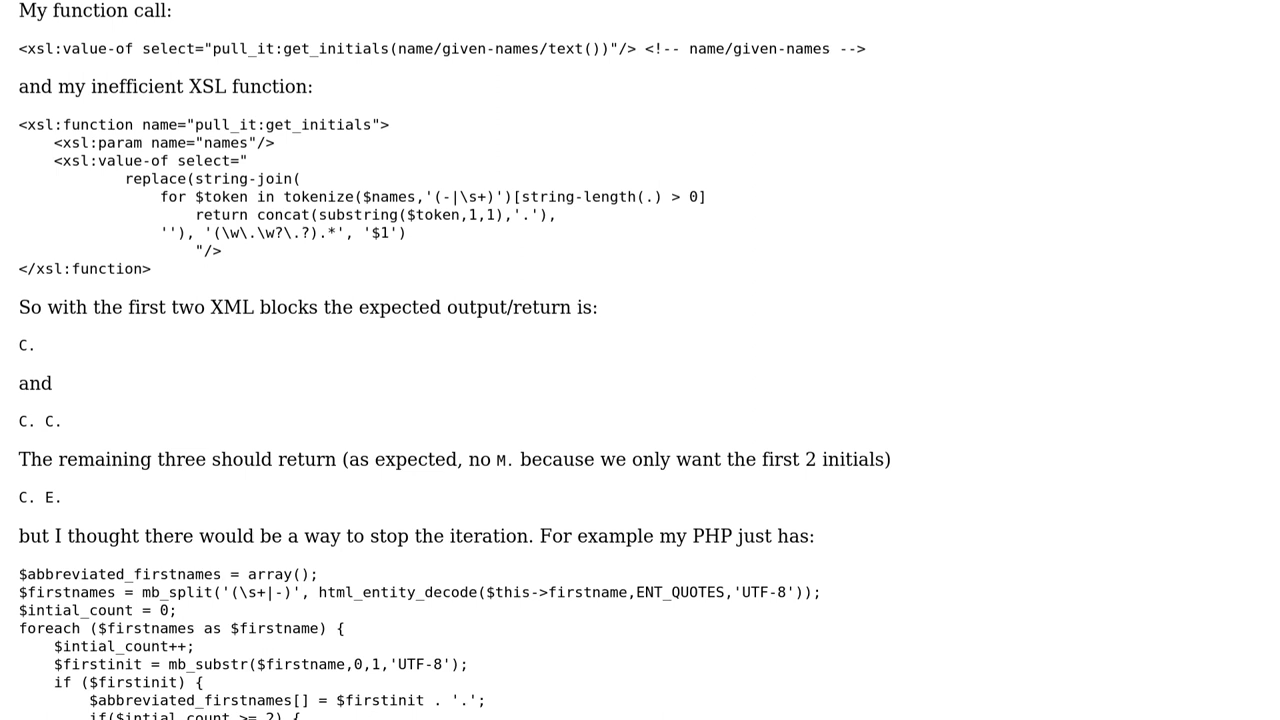 My function call:
<xsl:value-of select="pull_it:get_initials(name/given-names/text())"/> <!-- name/given-names -->
and my inefficient XSL function:
<xsl:function name="pull_it:get_initials">
    <xsl:param name="names"/>
    <xsl:value-of select="
            replace(string-join(
                for $token in tokenize($names,'(-|\s+)')[string-length(.) > 0]
                    return concat(substring($token,1,1),'.'),
                ''), '(\w\.\w?\.?).*', '$1')
                    "/>
</xsl:function>
So with the first two XML blocks the expected output/return is:
C.
and
C. C.
The remaining three should return (as expected, no M. because we only want the first 2 initials)
C. E.
but I thought there would be a way to stop the iteration. For example my PHP just has:
$abbreviated_firstnames = array();
$firstnames = mb_split('(\s+|-)', html_entity_decode($this->firstname,ENT_QUOTES,'UTF-8'));
$intial_count = 0;
foreach ($firstnames as $firstname) {
    $intial_count++;
    $firstinit = mb_substr($firstname,0,1,'UTF-8');
    if ($firstinit) {
        $abbreviated_firstnames[] = $firstinit . '.';
        if($intial_count >= 2) {